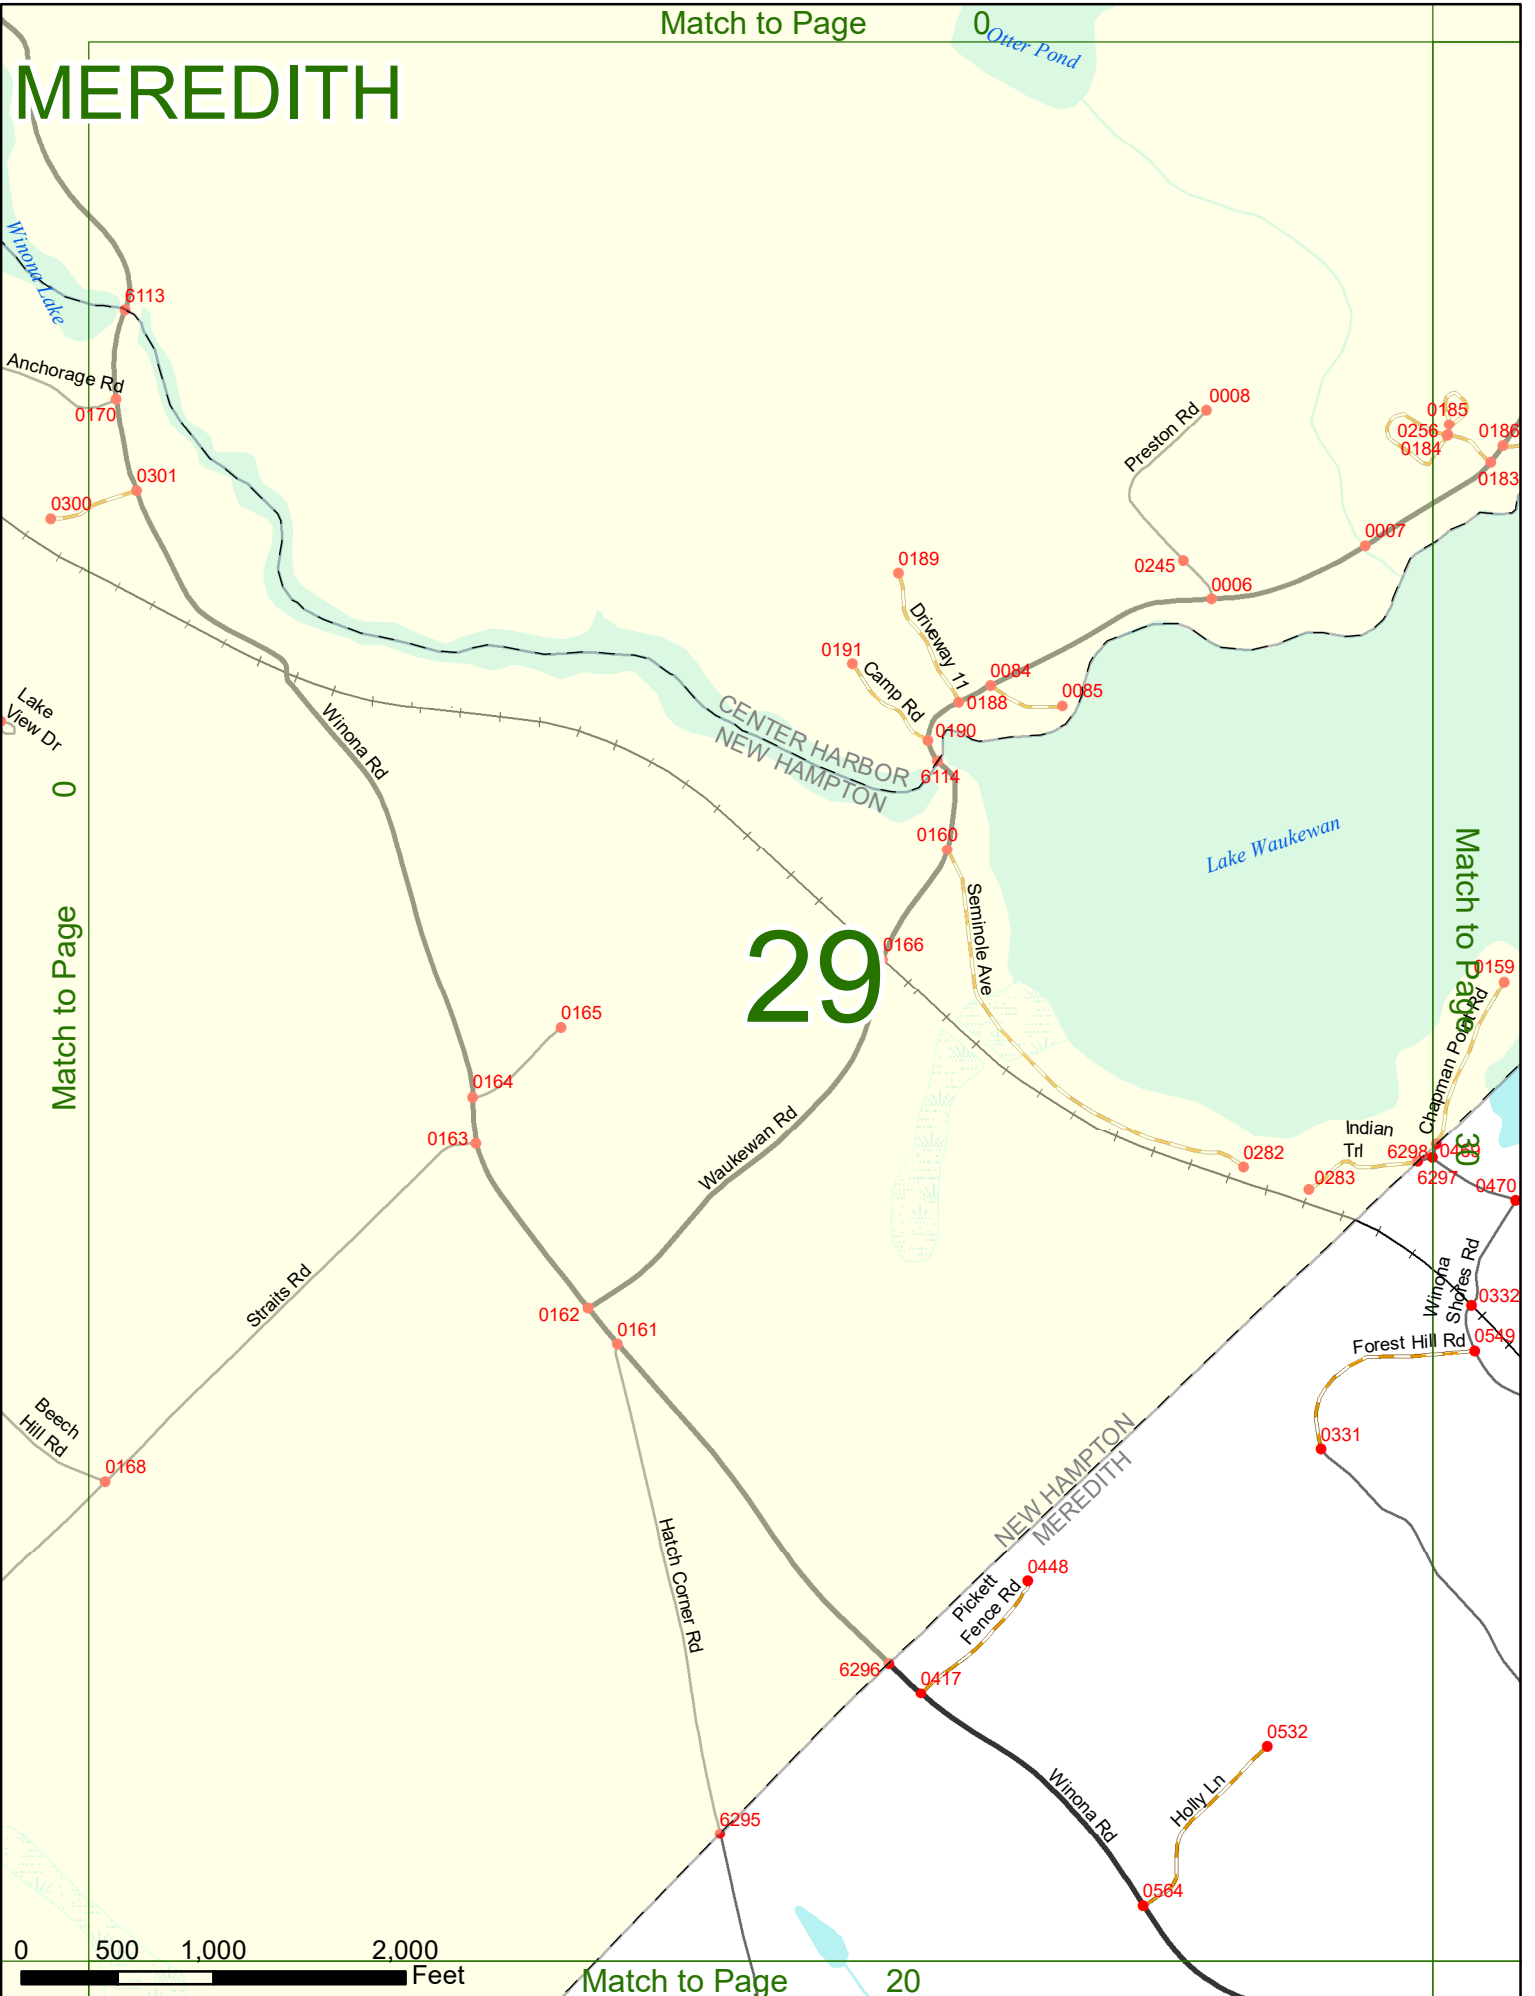 Match to Page 0
Otter Pond
MEREDITH
Winona Lake
6113
Anchorage Rd
0170
0301
0300
0008
Preston Rd
0185
0256
0184
0186
0183
0007
0245
0006
0189
Driveway 11
0191
Camp Rd
0084
0085
0188
0190
6114
Lake
View Dr
Winona Rd
CENTER HARBOR
NEW HAMPTON
0
Match to Page
0160
Lake Waukewan
Match to Page
30
Seminole Ave
29
0166
0159
Chapman Point Rd
0165
0164
0163
Waukewan Rd
Indian
Trl
0282
0283
6298
0469
6297
0470
Straits Rd
0162
0161
Winona
Shores Rd
0332
0549
Forest Hill Rd
0331
Beech
Hill Rd
0168
NEW HAMPTON
MEREDITH
Hatch Corner Rd
Pickett
Fence Rd
0448
6296
0417
0532
Holly Ln
Winona Rd
6295
0564
0 500 1,000 2,000
Feet
Match to Page 20